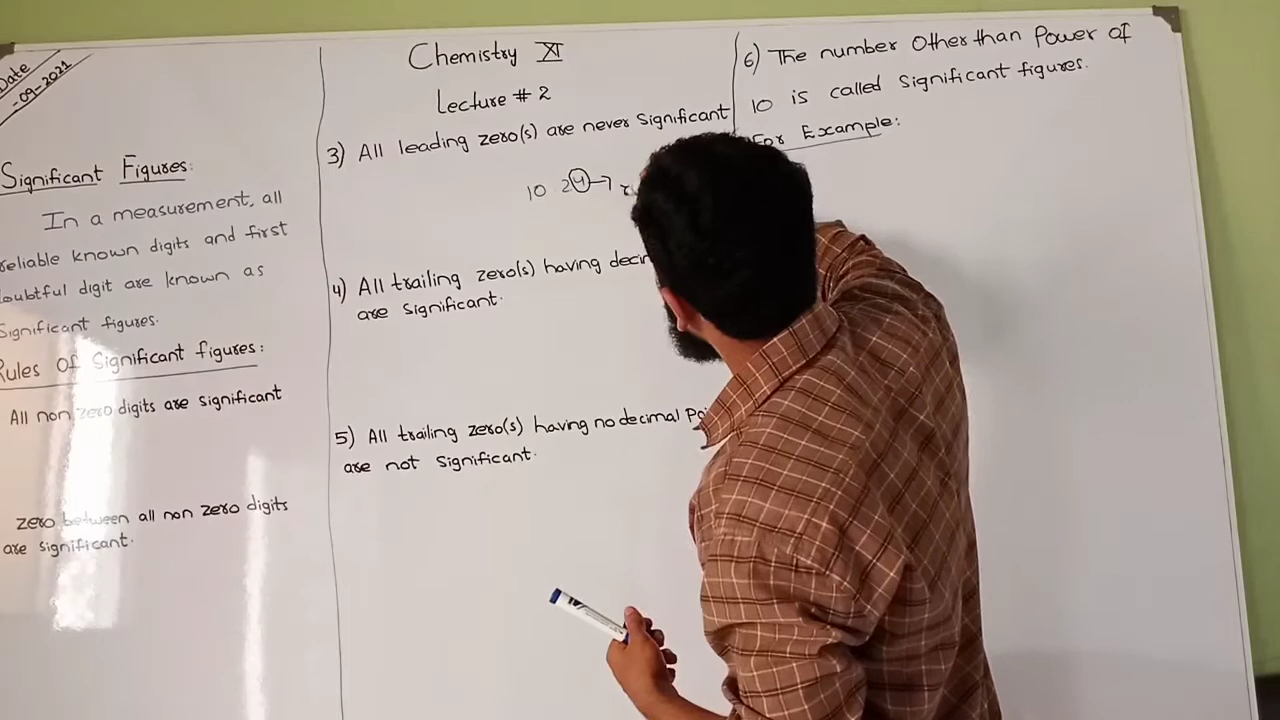 Date
-09-2021
Significant Figures:
In a measurement, all
reliable known digits and first
doubtful digit are known as
Significant figures.
Rules Of Significant figures:
All non zero digits are significant
zero between all non zero digits
are significant.
Chemistry XI
Lecture # 2
3) All leading zero(s) are never Significant
10 24
4) All trailing zero(s) having
are significant.
5) All trailing zero(s) having no decimal
are not significant.
6) The number Other than Power of
10 is called Significant figures.
For Example: